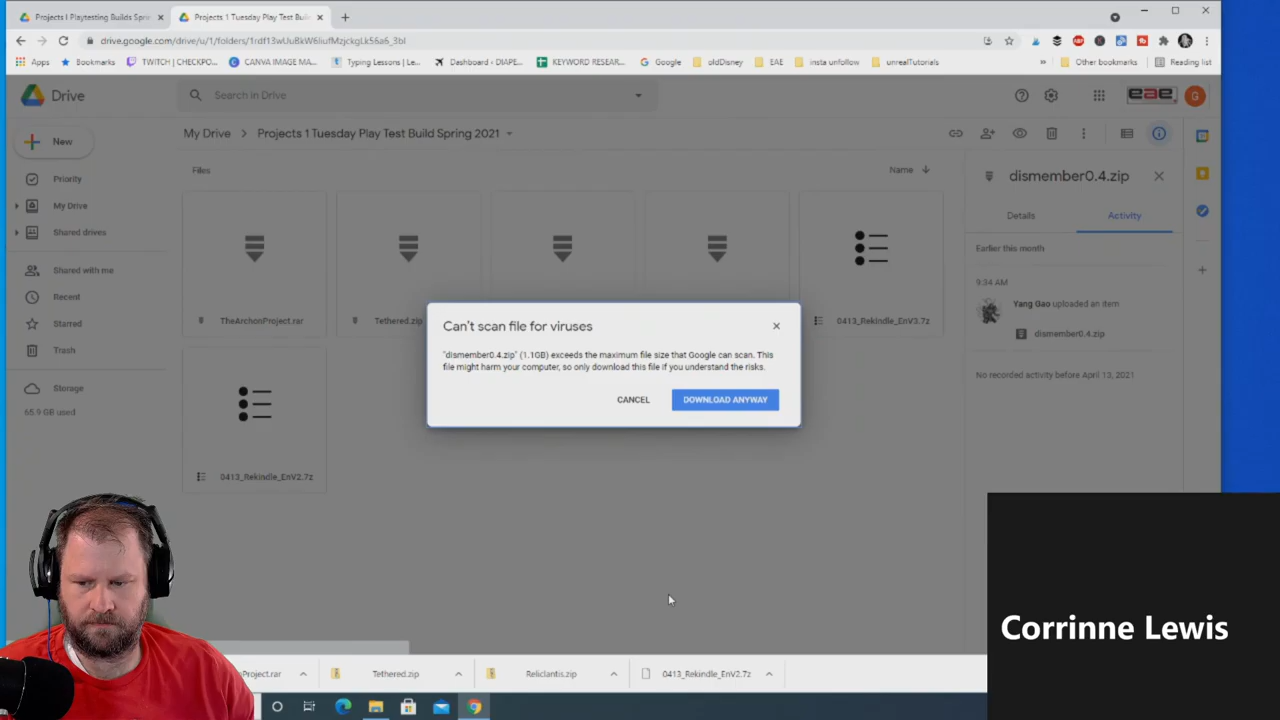 Projects I Playtesting Builds Sprin
Projects 1 Tuesday Play Test Buil
drive.google.com/drive/u/1/folders/1rdf13wUuBkW6IiufMzjckgLk56a6_3bI
Apps
Bookmarks
TWITCH | CHECKPO...
CANVA IMAGE MA...
Typing Lessons | Le...
Dashboard - DIAPE...
KEYWORD RESEAR...
Google
oldDisney
EAE
insta unfollow
unrealTutorials
»
Other bookmarks
Reading list
Drive
Search in Drive
eae
G
New
My Drive
Projects 1 Tuesday Play Test Build Spring 2021
Priority
My Drive
Shared drives
Shared with me
Recent
Starred
Trash
Storage
65.9 GB used
Files
Name
TheArchonProject.rar
Tethered.zip
0413_Rekindle_EnV3.7z
0413_Rekindle_EnV2.7z
Can't scan file for viruses
"dismember0.4.zip" (1.1GB) exceeds the maximum file size that Google can scan. This
file might harm your computer, so only download this file if you understand the risks.
CANCEL
DOWNLOAD ANYWAY
dismember0.4.zip
Details
Activity
Earlier this month
9:34 AM
Yang Gao uploaded an item
dismember0.4.zip
No recorded activity before April 13, 2021
Corrinne Lewis
onProject.rar
Tethered.zip
Reliclantis.zip
0413_Rekindle_EnV2.7z